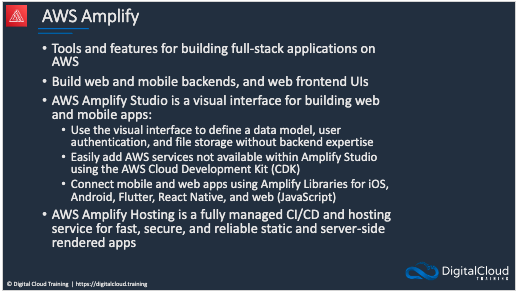 AWS Amplify
• Tools and features for building full-stack applications on
AWS
• Build web and mobile backends, and web frontend UIs
• AWS Amplify Studio is a visual interface for building web
and mobile apps:
• Use the visual interface to define a data model, user
authentication, and file storage without backend expertise
• Easily add AWS services not available within Amplify Studio
using the AWS Cloud Development Kit (CDK)
• Connect mobile and web apps using Amplify Libraries for iOS,
Android, Flutter, React Native, and web (JavaScript)
• AWS Amplify Hosting is a fully managed CI/CD and hosting
service for fast, secure, and reliable static and server-side
rendered apps
DigitalCloud
TRAINING
© Digital Cloud Training | https://digitalcloud.training